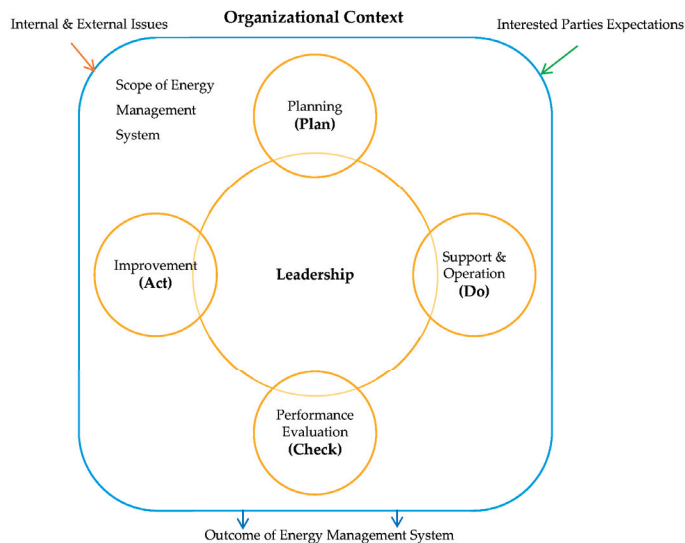 Organizational Context
Internal & External Issues
Interested Parties Expectations
Scope of Energy
Management
System
Planning
(Plan)
Improvement
(Act)
Leadership
Support &
Operation
(Do)
Performance
Evaluation
(Check)
Outcome of Energy Management System